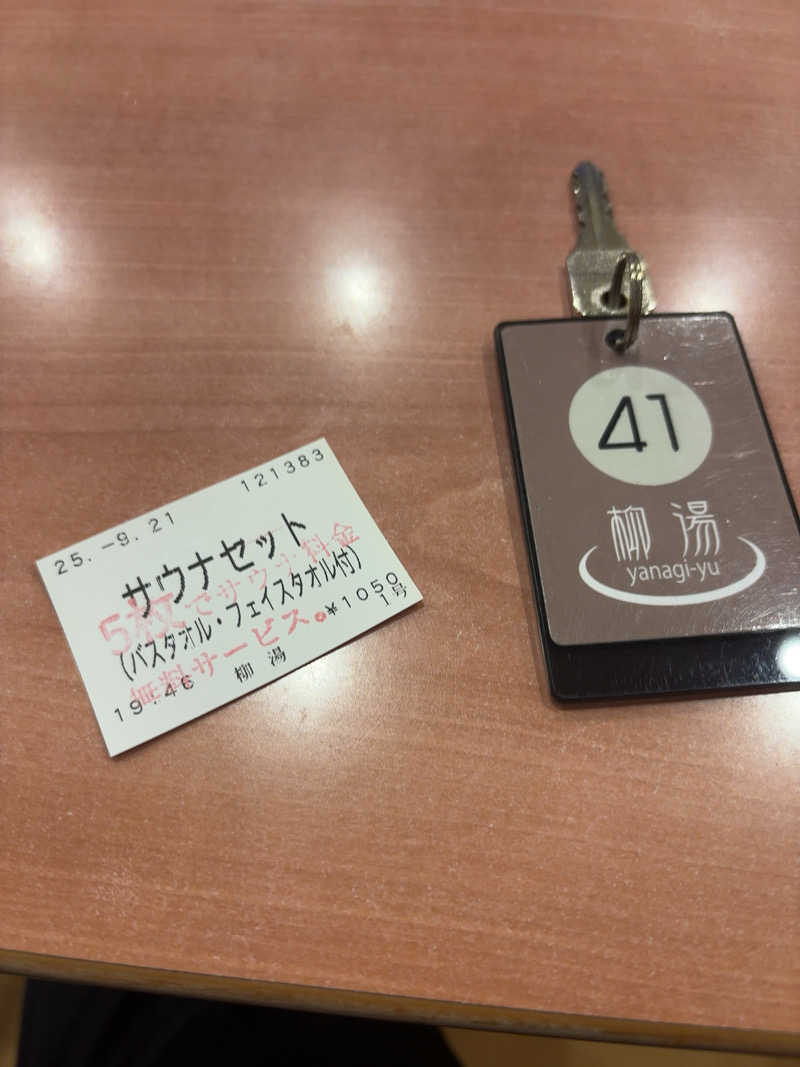 25.-9.21
121383
サウナセット
5枚でサウナ料金
(バスタオル・フェイスタオル付)
無料サービス。
¥1050
1号
19.46
柳 湯
41
柳 湯
yanagi-yu